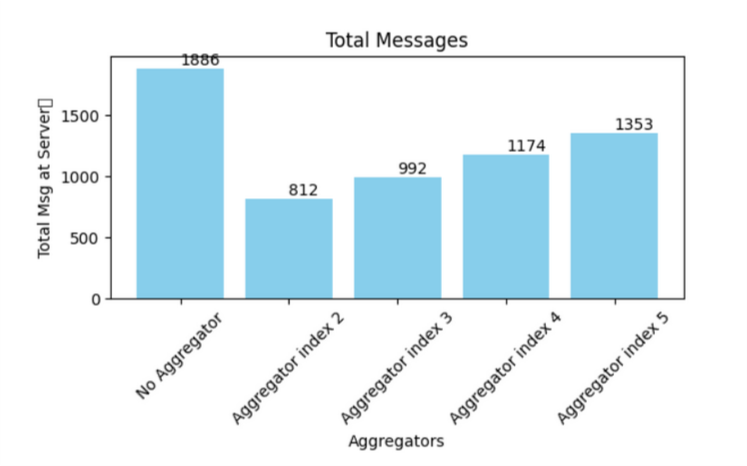 Total Messages
Total Msg at Server▯
1500
1000
500
0
1886
812
992
1174
1353
No Aggregator
Aggregator index 2
Aggregator index 3
Aggregator index 4
Aggregator index 5
Aggregators